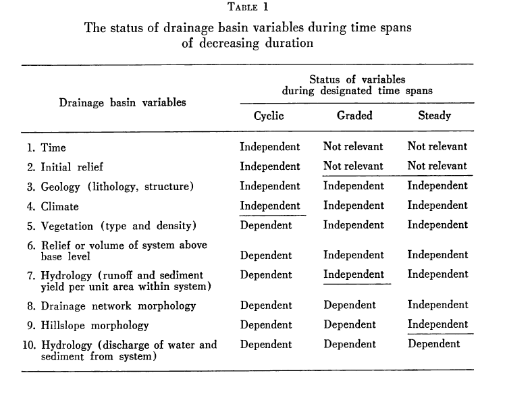 TABLE 1
The status of drainage basin variables during time spans
of decreasing duration
Status of variables
during designated time spans
Drainage basin variables
Cyclic Graded Steady
1. Time Independent Not relevant Not relevant
2. Initial relief Independent Not relevant Not relevant
3. Geology (lithology, structure) Independent Independent Independent
4. Climate Independent Independent Independent
5. Vegetation (type and density) Dependent Independent Independent
6. Relief or volume of system above
base level Dependent Independent Independent
7. Hydrology (runoff and sediment Dependent Independent Independent
yield per unit area within system)
8. Drainage network morphology Dependent Dependent Independent
9. Hillslope morphology Dependent Dependent Independent
10. Hydrology (discharge of water and Dependent Dependent Dependent
sediment from system)